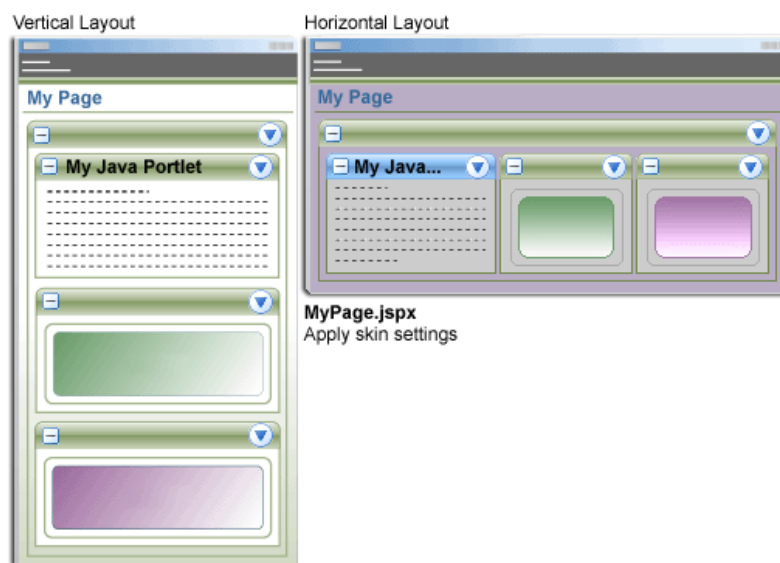 Vertical Layout
My Page
My Java Portlet
Horizontal Layout
My Page
My Java...
MyPage.jspx
Apply skin settings